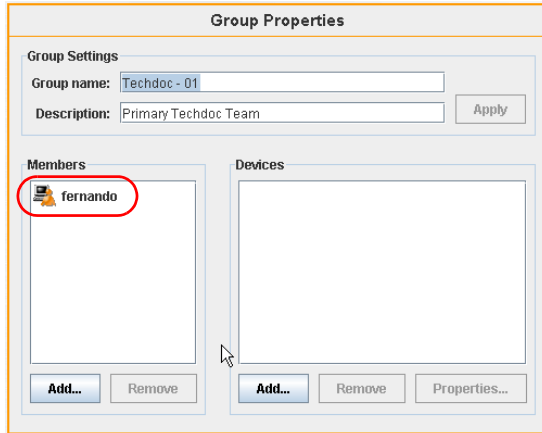 Group Properties
Group Settings
Group name: Techdoc - 01
Description: Primary Techdoc Team
Apply
Members
fernando
Add... Remove
Devices
Add... Remove Properties...